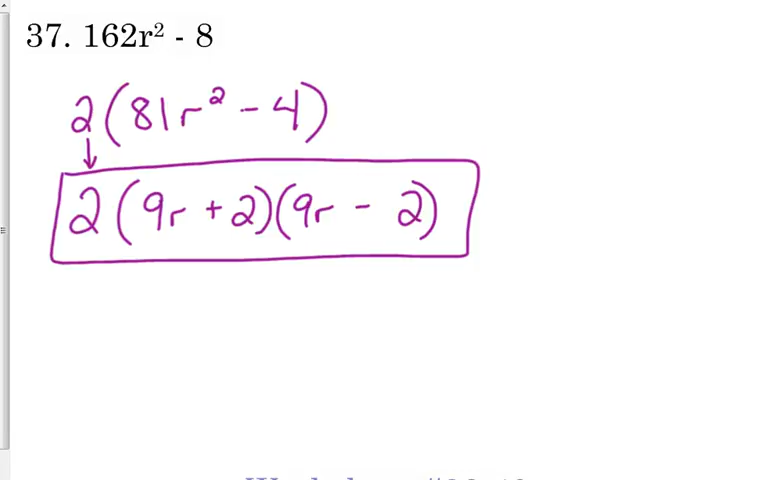 37. 162r² - 8
2(81r² - 4)
2(9r + 2)(9r - 2)